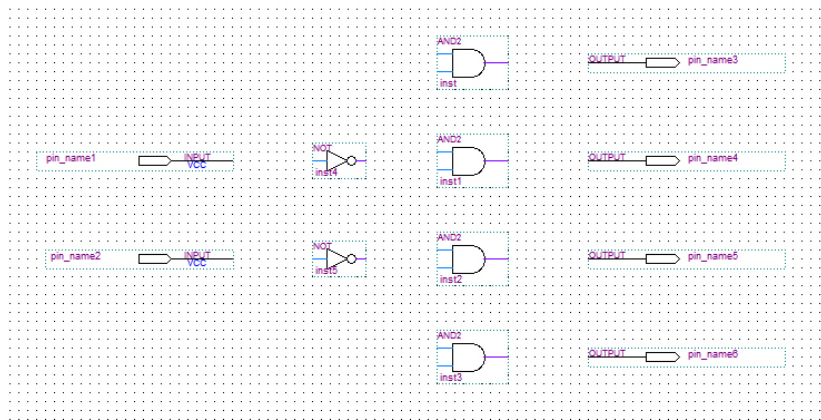 AND2
inst
OUTPUT
pin_name3
pin_name1
INPUT
VCC
NOT
inst4
AND2
inst1
OUTPUT
pin_name4
pin_name2
INPUT
VCC
NOT
inst5
AND2
inst2
OUTPUT
pin_name5
AND2
inst3
OUTPUT
pin_name6